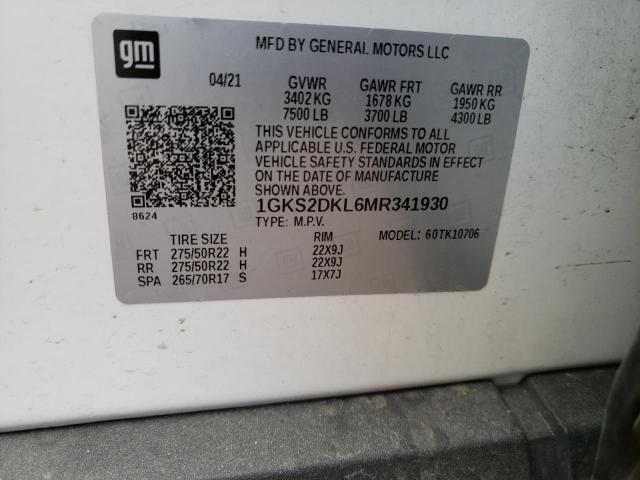 gm
MFD BY GENERAL MOTORS LLC
04/21 GVWR GAWR FRT GAWR RR
3402 KG 1678 KG 1950 KG
7500 LB 3700 LB 4300 LB
THIS VEHICLE CONFORMS TO ALL
APPLICABLE U.S. FEDERAL MOTOR
VEHICLE SAFETY STANDARDS IN EFFECT
ON THE DATE OF MANUFACTURE
SHOWN ABOVE.
8624 1GKS2DKL6MR341930
TYPE: M.P.V. MODEL: 60TK10706
TIRE SIZE RIM
FRT 275/50R22 H 22X9J
RR 275/50R22 H 22X9J
SPA 265/70R17 S 17X7J